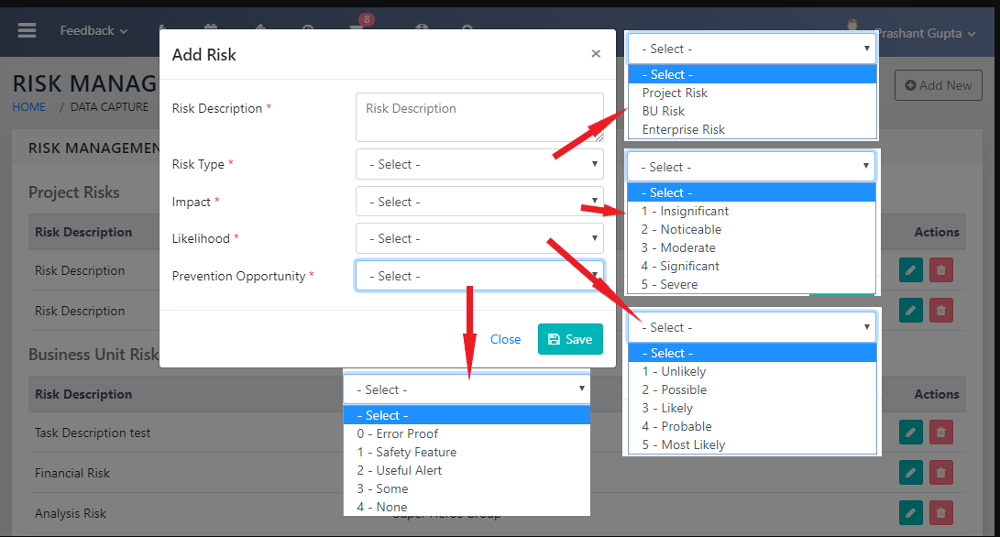 Feedback
8
Prashant Gupta
RISK MANAG
HOME / DATA CAPTURE
Add New
RISK MANAGEMEN
Project Risks
Risk Description
Actions
Risk Description
Risk Description
Business Unit Risk
Risk Description
Actions
Task Description test
Financial Risk
Analysis Risk
Super Heros Group
Add Risk
×
Risk Description *
Risk Description
Risk Type *
- Select -
Impact *
- Select -
Likelihood *
- Select -
Prevention Opportunity *
- Select -
Close
Save
- Select -
- Select -
Project Risk
BU Risk
Enterprise Risk
- Select -
- Select -
1 - Insignificant
2 - Noticeable
3 - Moderate
4 - Significant
5 - Severe
- Select -
- Select -
1 - Unlikely
2 - Possible
3 - Likely
4 - Probable
5 - Most Likely
- Select -
- Select -
0 - Error Proof
1 - Safety Feature
2 - Useful Alert
3 - Some
4 - None